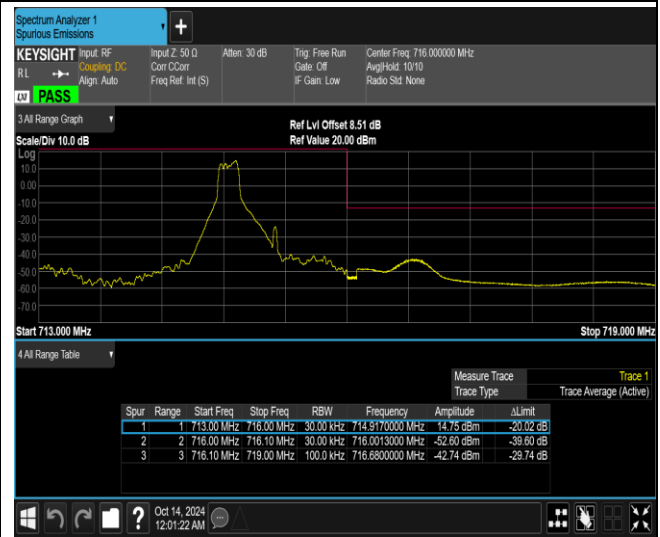 Spectrum Analyzer 1
Spurious Emissions
+
KEYSIGHT Input: RF Input Z: 50 Ω Atten: 30 dB Trig: Free Run Center Freq: 716.000000 MHz
RL Coupling: DC Corr CCorr Gate: Off Avg|Hold: 10/10
Align: Auto Freq Ref: Int (S) IF Gain: Low Radio Std: None
LXI PASS
3 All Range Graph
Ref Lvl Offset 8.51 dB
Scale/Div 10.0 dB Ref Value 20.00 dBm
Log
10.0
0.00
-10.0
-20.0
-30.0
-40.0
-50.0
-60.0
-70.0
Start 713.000 MHz Stop 719.000 MHz
4 All Range Table
Measure Trace Trace 1
Trace Type Trace Average (Active)
Spur Range Start Freq Stop Freq RBW Frequency Amplitude ΔLimit
1 1 713.00 MHz 716.00 MHz 30.00 kHz 714.9170000 MHz 14.75 dBm -20.02 dB
2 2 716.00 MHz 716.10 MHz 30.00 kHz 716.0013000 MHz -52.60 dBm -39.60 dB
3 3 716.10 MHz 719.00 MHz 100.0 kHz 716.6800000 MHz -42.74 dBm -29.74 dB
? Oct 14, 2024
12:01:22 AM